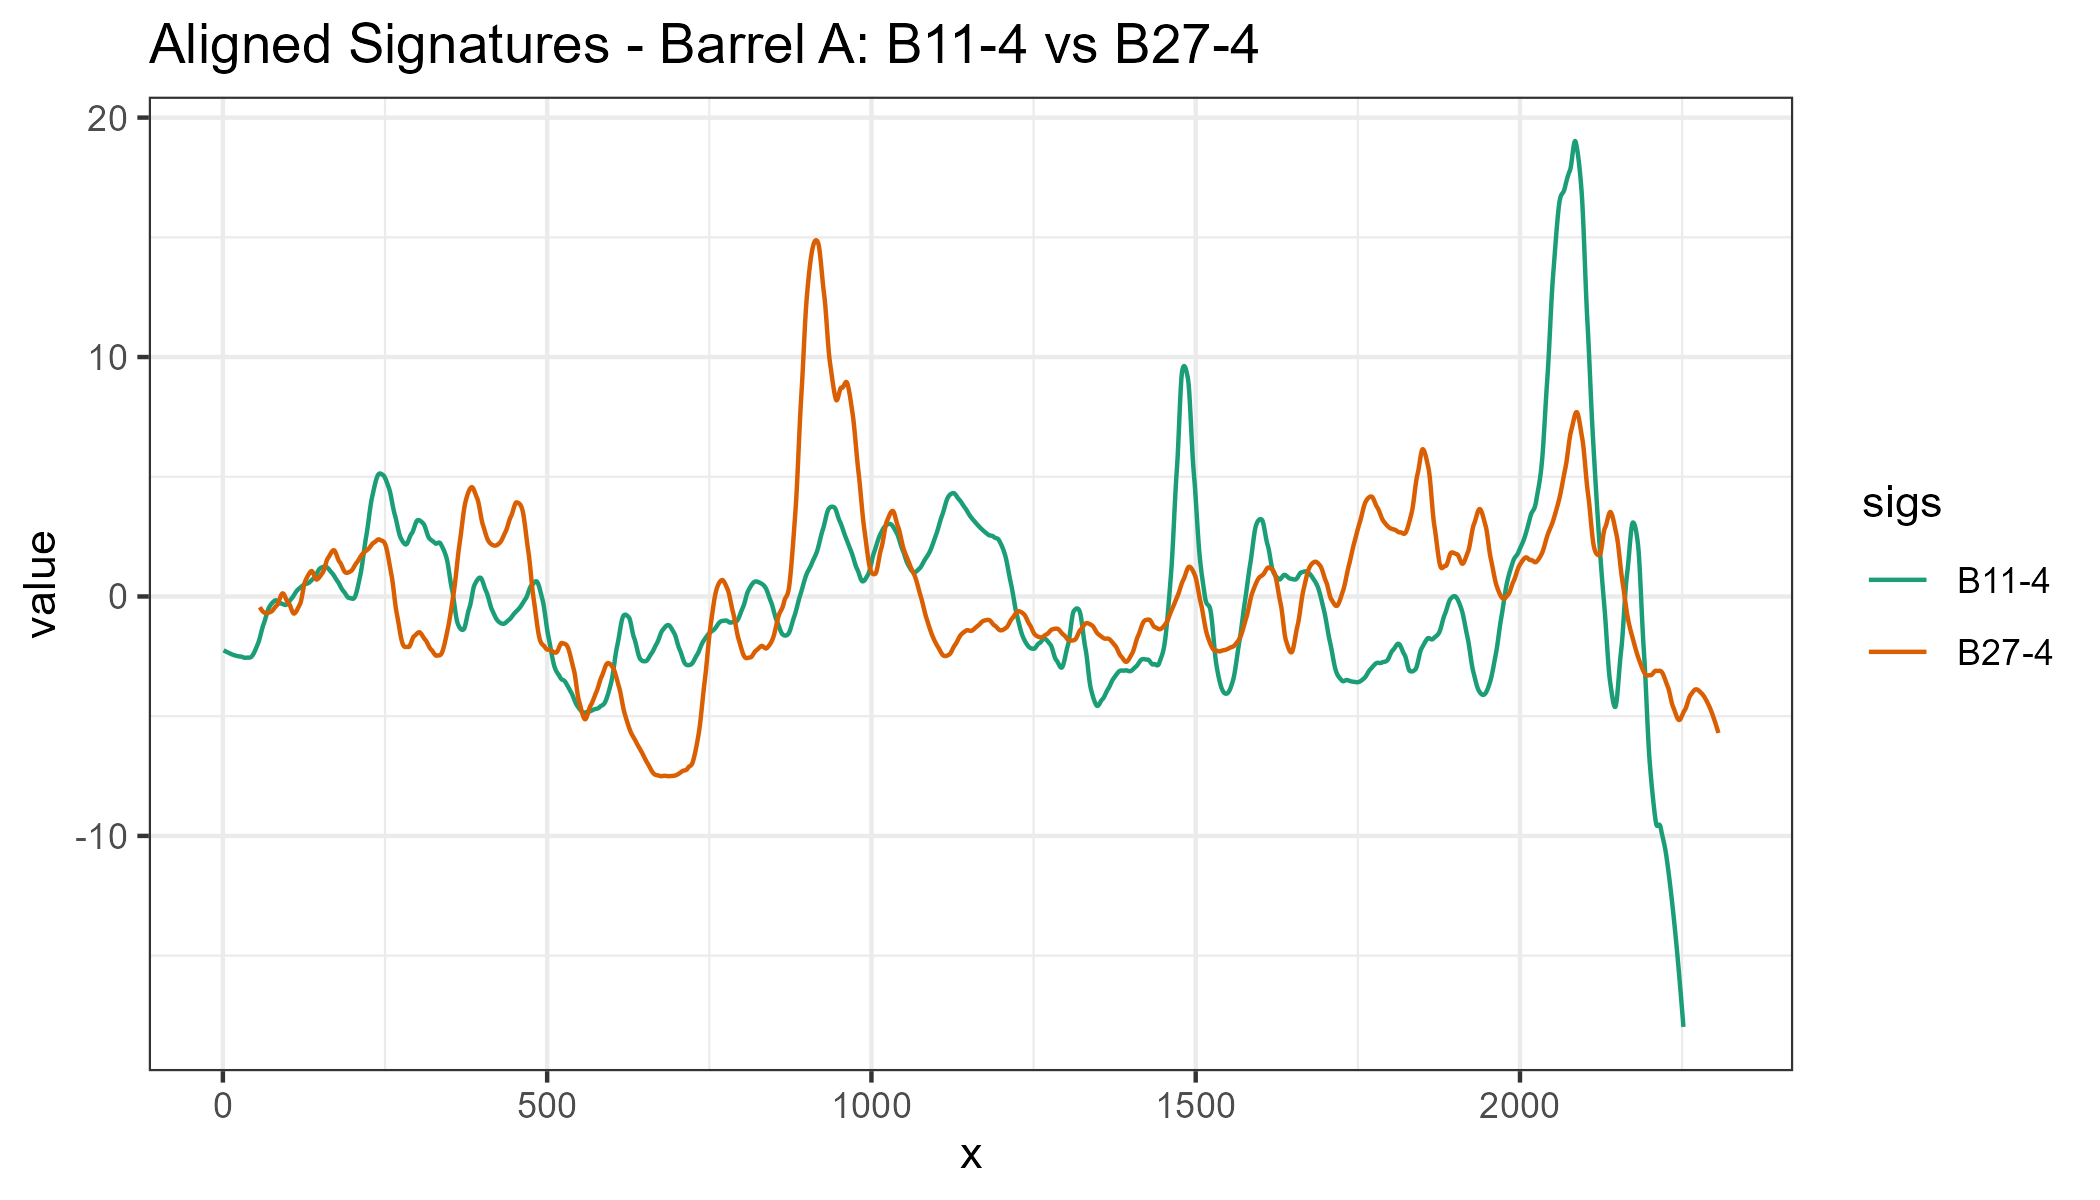 Aligned Signatures - Barrel A: B11-4 vs B27-4
20
10
0
-10
value
0 500 1000 1500 2000
x
sigs
B11-4
B27-4